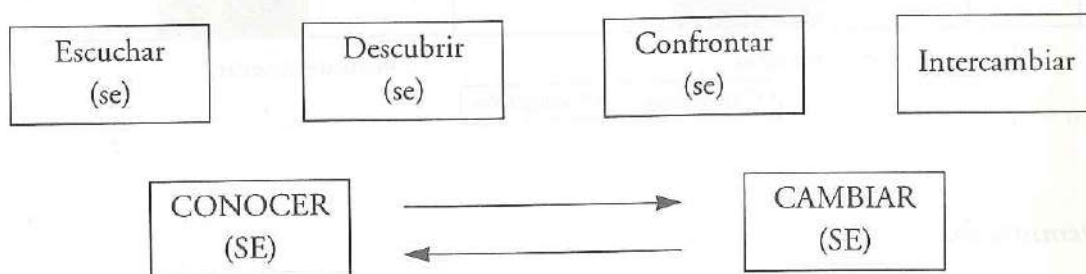 Escuchar
(se)
Descubrir
(se)
Confrontar
(se)
Intercambiar
CONOCER
(SE)
CAMBIAR
(SE)